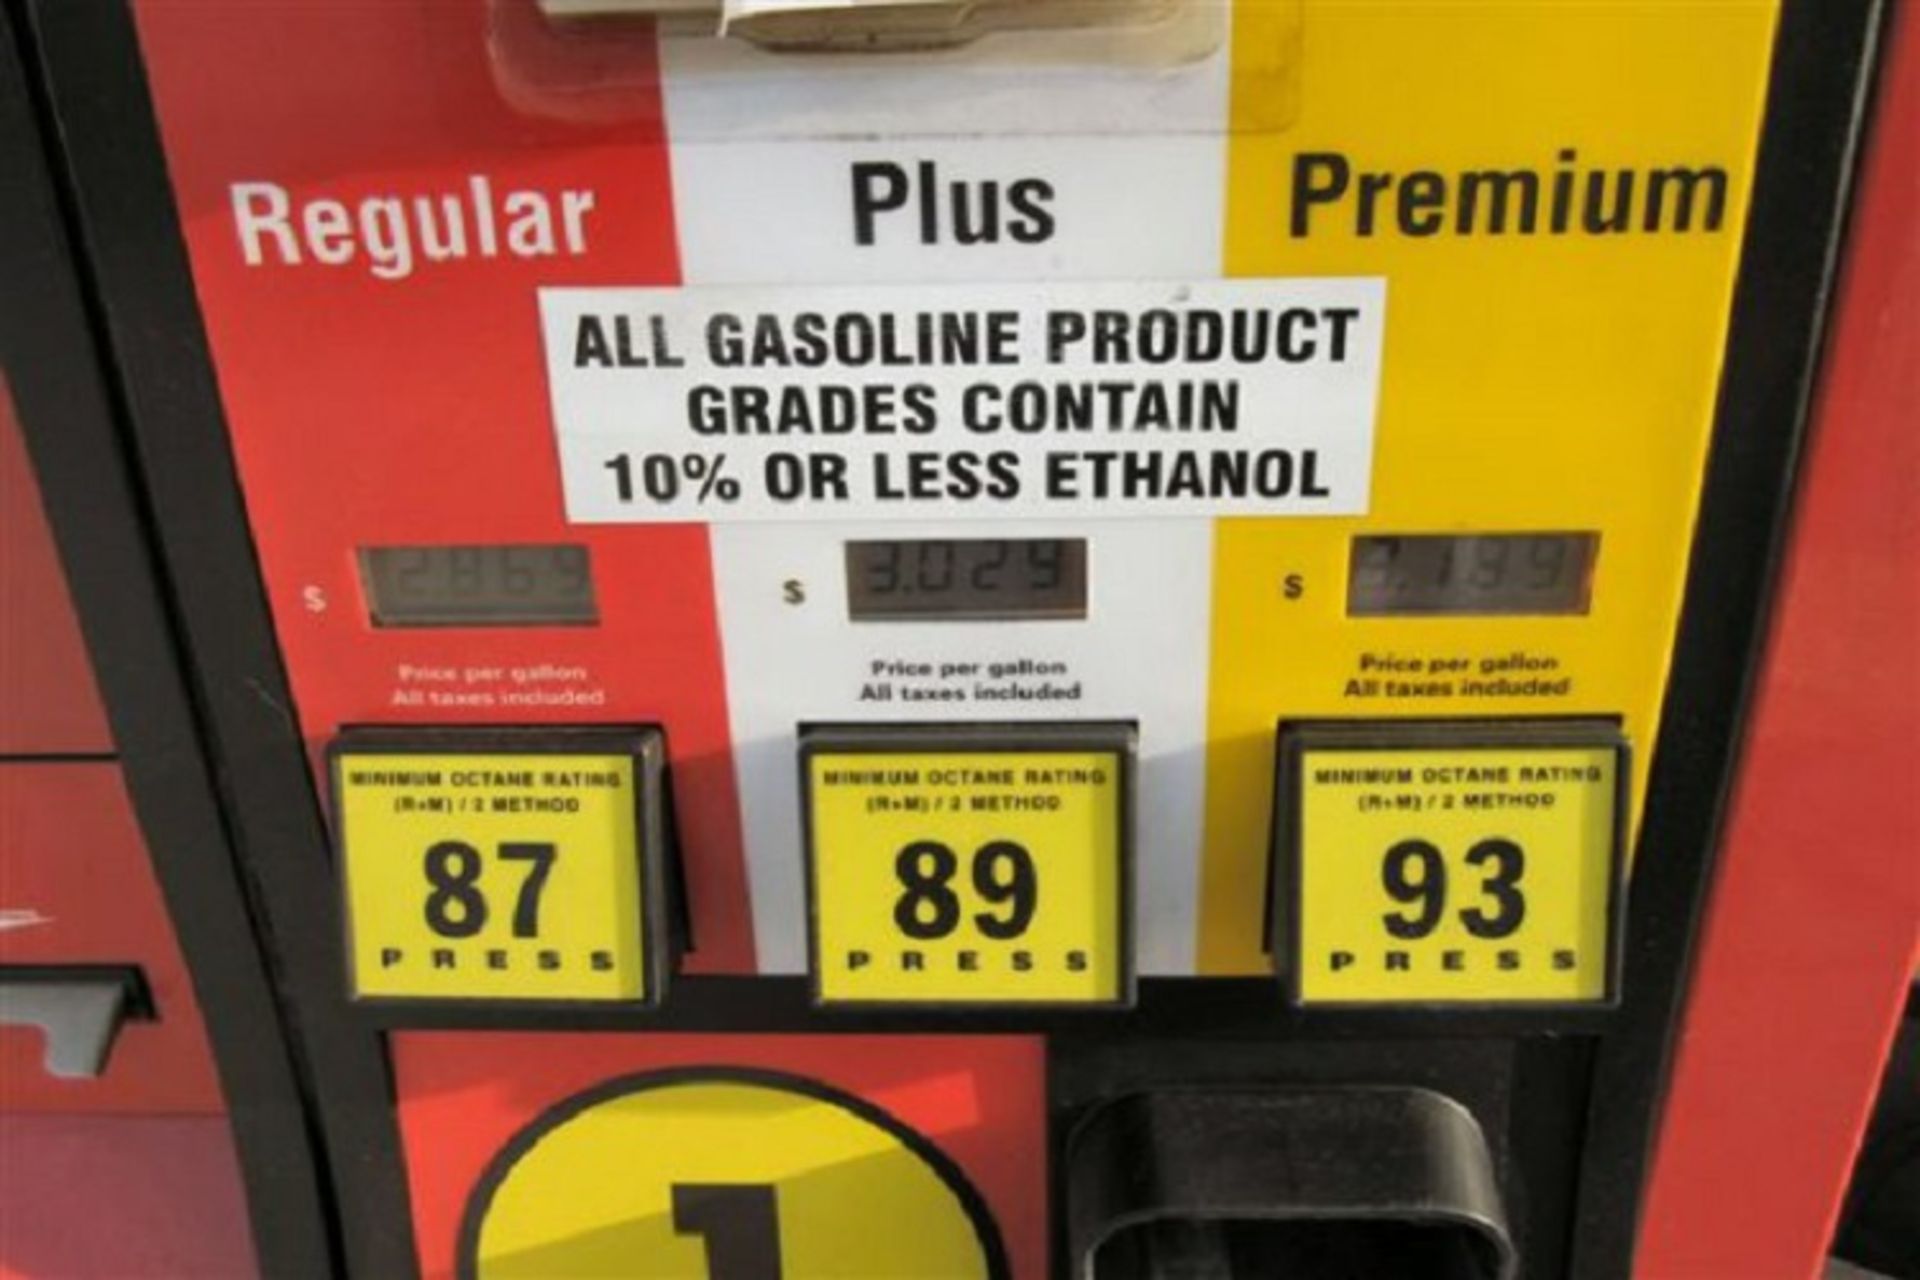 Regular Plus Premium
ALL GASOLINE PRODUCT
GRADES CONTAIN
10% OR LESS ETHANOL
$ 2.869 $ 3.029 $
Price per gallon Price per gallon Price per gallon
All taxes included All taxes included All taxes included
MINIMUM OCTANE RATING MINIMUM OCTANE RATING MINIMUM OCTANE RATING
(R+M) / 2 METHOD (R+M) / 2 METHOD (R+M) / 2 METHOD
87 89 93
PRESS PRESS PRESS
1